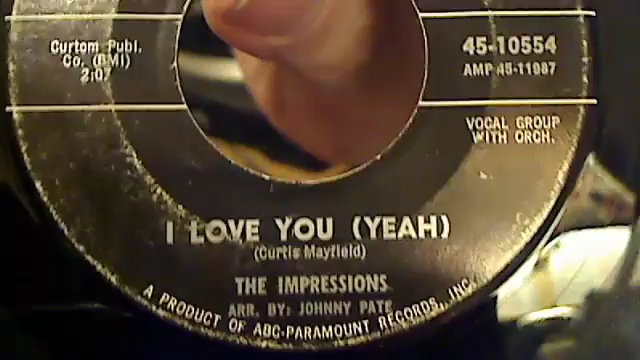 Curtom Publ.
Co. (BMI)
2:07
45-10554
AMP 45-11987
VOCAL GROUP
WITH ORCH.
I LOVE YOU (YEAH)
(Curtis Mayfield)
THE IMPRESSIONS
ARR. BY: JOHNNY PATE
A PRODUCT OF ABC-PARAMOUNT RECORDS, INC.